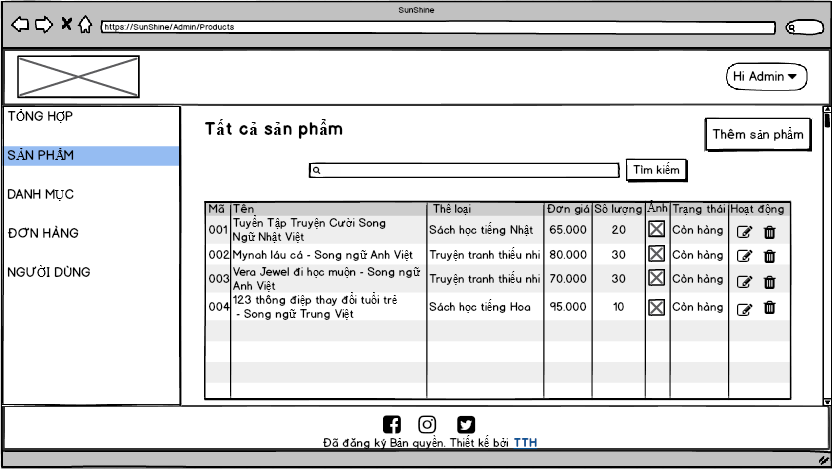 SunShine
https://SunShine/Admin/Products
Hi Admin
TỔNG HỢP
SẢN PHẨM
DANH MỤC
ĐƠN HÀNG
NGƯỜI DÙNG
Tất cả sản phẩm
Thêm sản phẩm
Tìm kiếm
Mã Tên Thể loại Đơn giá Số lượng Ảnh Trạng thái Hoạt động
Tuyển Tập Truyện Cười Song
001 Sách học tiếng Nhật 65.000 20 Còn hàng
Ngữ Nhật Việt
002 Mynah láu cá - Song ngữ Anh Việt Truyện tranh thiếu nhi 80.000 30 Còn hàng
Vera Jewel đi học muộn - Song ngữ
003 Truyện tranh thiếu nhi 70.000 30 Còn hàng
Anh Việt
123 thông điệp thay đổi tuổi trẻ
004 Sách học tiếng Hoa 95.000 10 Còn hàng
- Song ngữ Trung Việt
Đã đăng ký Bản quyền. Thiết kế bởi TTH